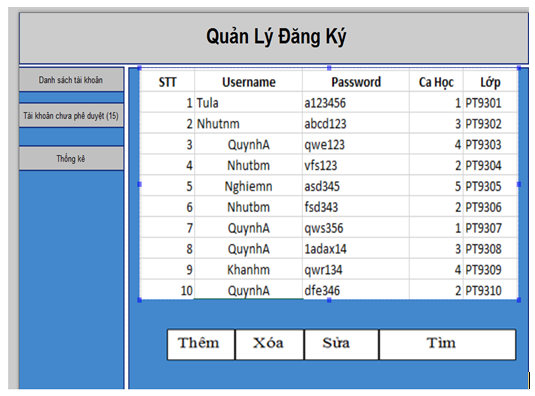 Quản Lý Đăng Ký
Danh sách tài khoản
Tài khoản chưa phê duyệt (15)
Thống kê
STT Username Password Ca Học Lớp
1 Tula a123456 1 PT9301
2 Nhutnm abcd123 3 PT9302
3 QuynhA qwe123 4 PT9303
4 Nhutbm vfs123 2 PT9304
5 Nghiemn asd345 5 PT9305
6 Nhutbm fsd343 2 PT9306
7 QuynhA qws356 1 PT9307
8 QuynhA 1adax14 3 PT9308
9 Khanhm qwr134 4 PT9309
10 QuynhA dfe346 2 PT9310
Thêm Xóa Sửa Tìm